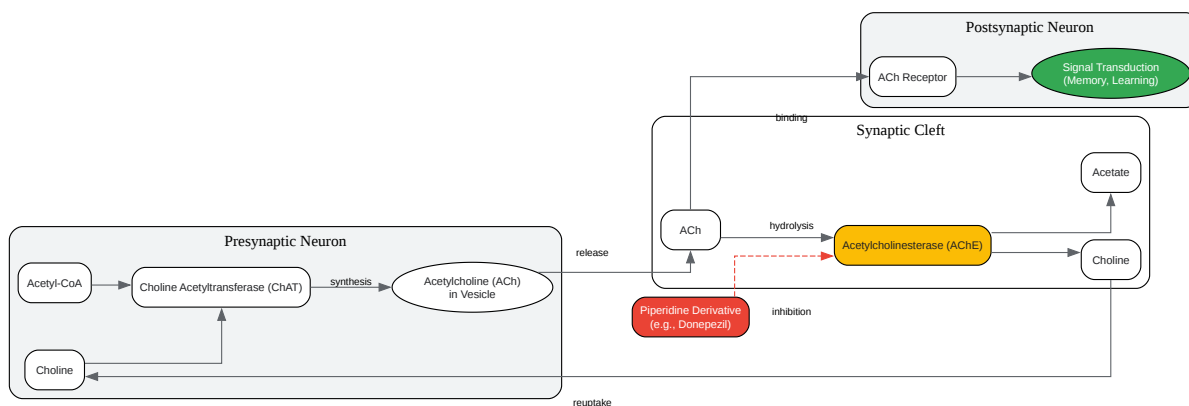 Postsynaptic Neuron
ACh Receptor
Signal Transduction
(Memory, Learning)
binding
Synaptic Cleft
Acetate
ACh
hydrolysis
Acetylcholinesterase (AChE)
Choline
Presynaptic Neuron
release
Acetyl-CoA
Choline Acetyltransferase (ChAT)
synthesis
Acetylcholine (ACh)
in Vesicle
Piperidine Derivative
(e.g., Donepezil)
inhibition
Choline
reuptake